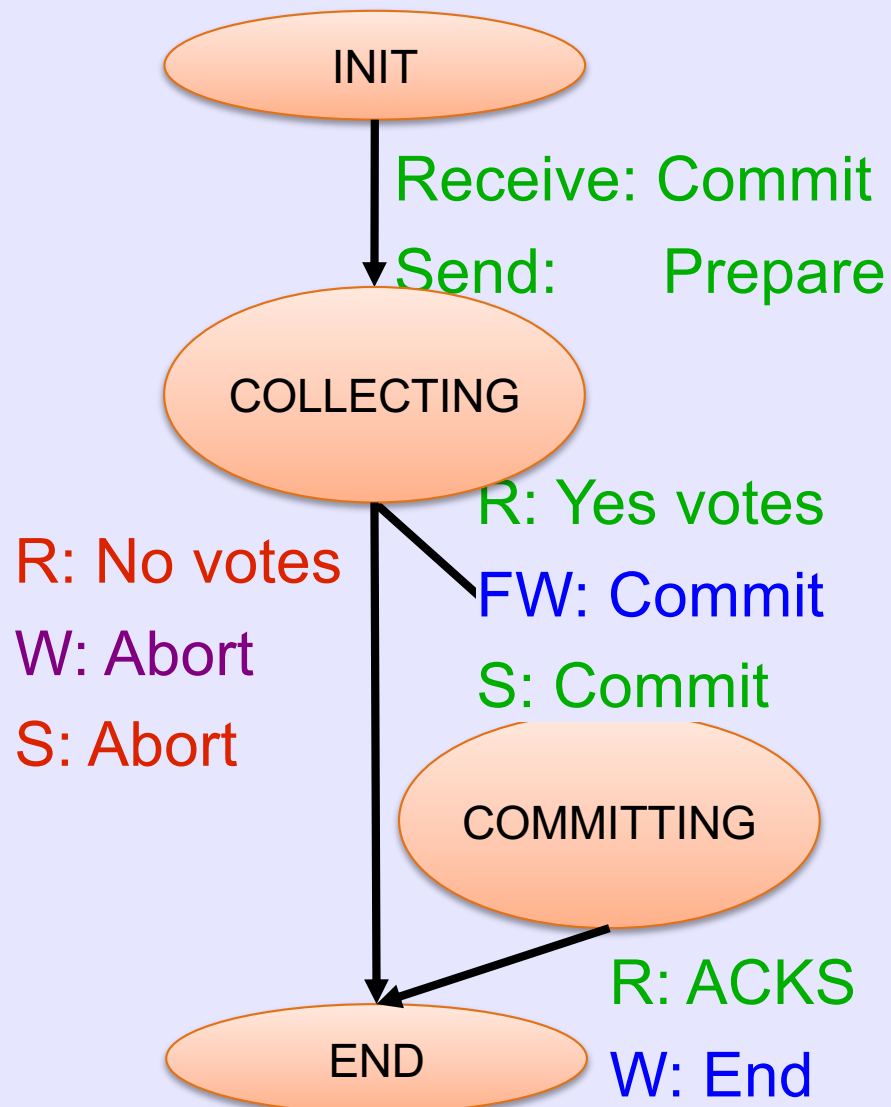 INIT
Receive: Commit
Send: Prepare
COLLECTING
R: Yes votes
FW: Commit
S: Commit
R: No votes
W: Abort
S: Abort
COMMITTING
R: ACKS
W: End
END